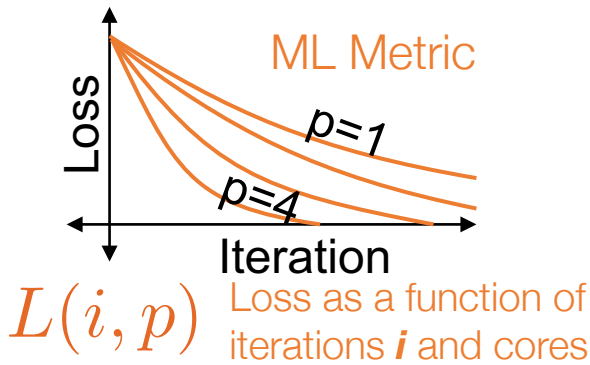 ML Metric
Loss
p=1
p=4
Iteration
L(i, p)
Loss as a function of
iterations i and cores